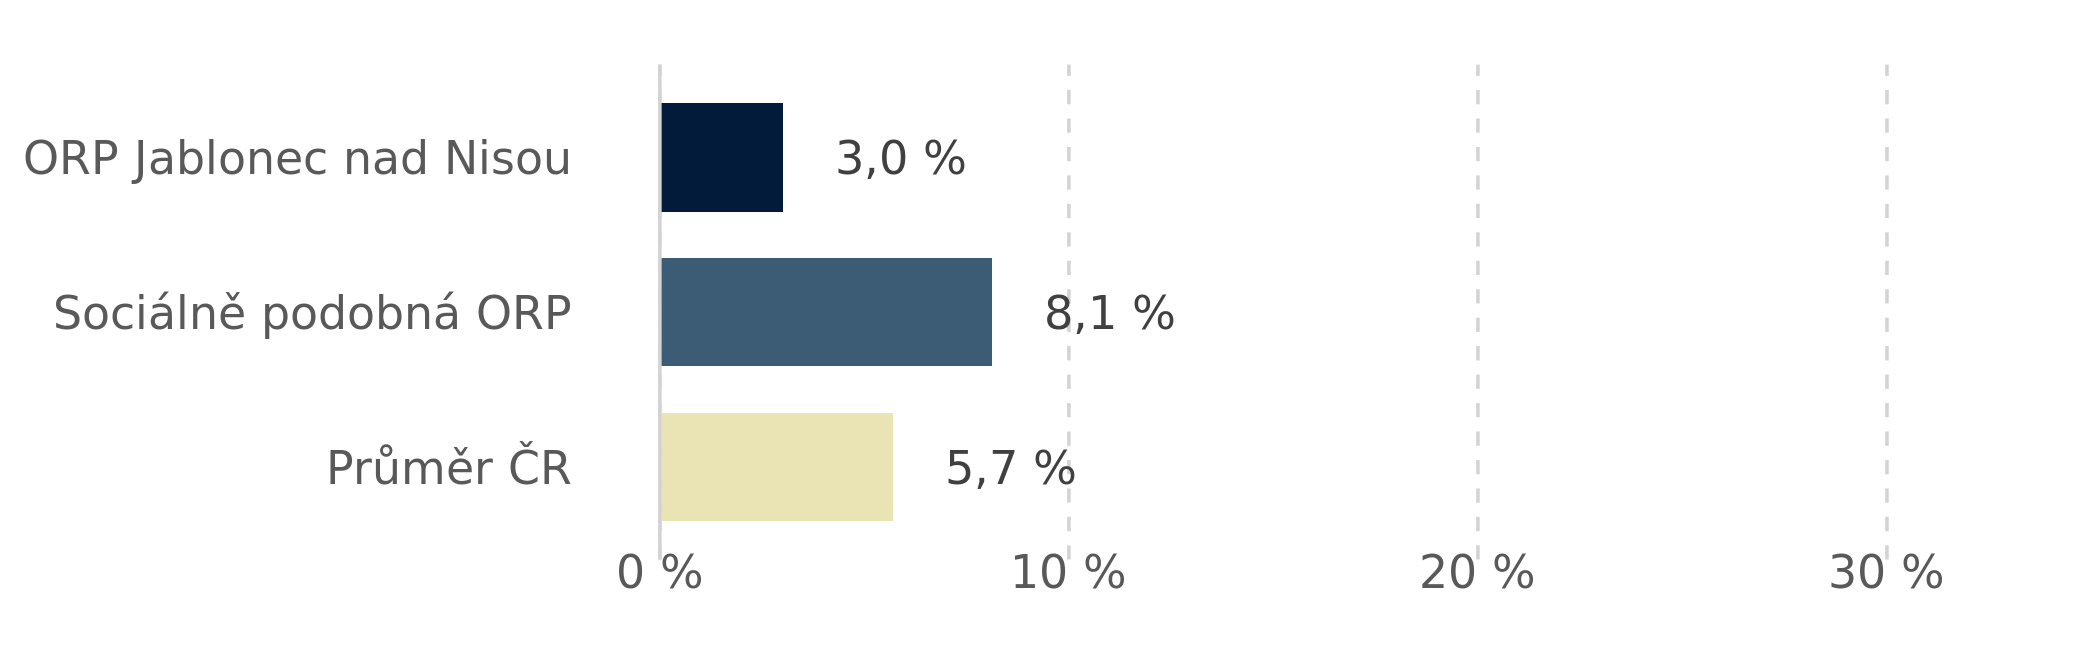 ORP Jablonec nad Nisou 3,0 %
Sociálně podobná ORP 8,1 %
Průměr ČR 5,7 %
0 % 10 % 20 % 30 %